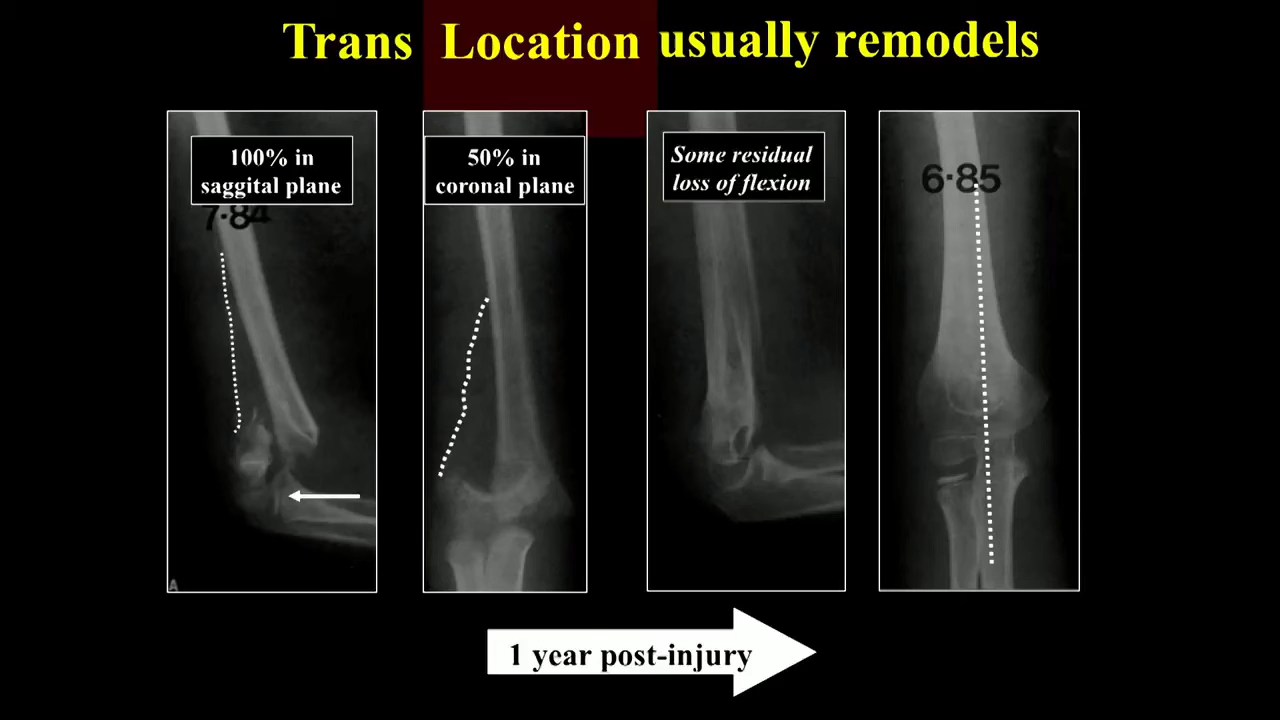 Trans Location usually remodels
100% in
saggital plane
7·84
50% in
coronal plane
Some residual
loss of flexion
6·85
A
1 year post-injury